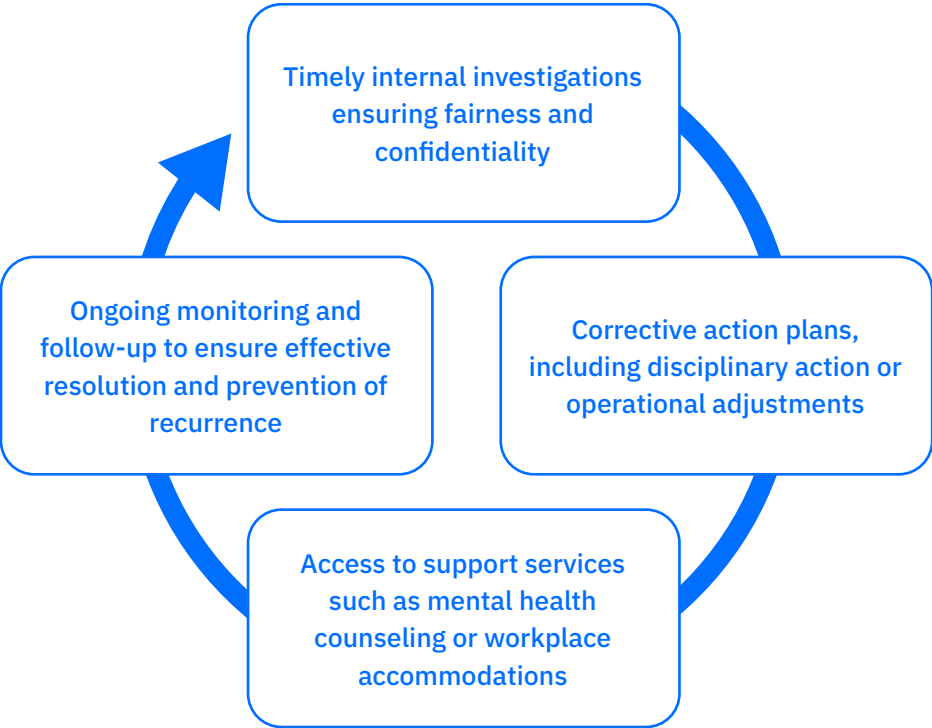 Timely internal investigations
ensuring fairness and
confidentiality
Corrective action plans,
including disciplinary action or
operational adjustments
Access to support services
such as mental health
counseling or workplace
accommodations
Ongoing monitoring and
follow-up to ensure effective
resolution and prevention of
recurrence